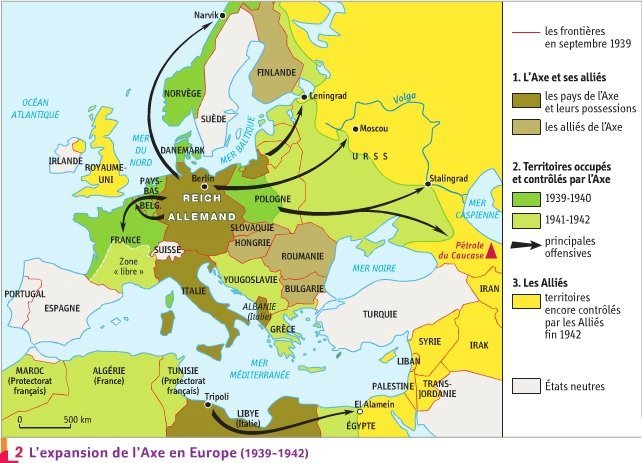 Narvik
FINLANDE
NORVÈGE
OCÉAN
ATLANTIQUE
SUÈDE
Leningrad
Volga
MER
DU
NORD
MER BALTIQUE
Moscou
IRLANDE
ROYAUME-
UNI
DANEMARK
URSS
PAYS-
BAS
BELG.
Berlin
REICH
ALLEMAND
POLOGNE
Stalingrad
MER
CASPIENNE
FRANCE
SLOVAQUIE
HONGRIE
SUISSE
Zone
« libre »
ROUMANIE
Pétrole
du Caucase
MER NOIRE
ITALIE
YOUGOSLAVIE
BULGARIE
PORTUGAL
ESPAGNE
ALBANIE
(Italie)
GRÈCE
TURQUIE
IRAN
SYRIE
IRAK
LIBAN
MER
MÉDITERRANÉE
PALESTINE
TRANS-
JORDANIE
MAROC
(Protectorat
français)
ALGÉRIE
(France)
TUNISIE
(Protectorat
français)
Tripoli
LIBYE
(Italie)
El Alamein
ÉGYPTE
0 500 km
les frontières
en septembre 1939
1. L'Axe et ses alliés
les pays de l'Axe
et leurs possessions
les alliés de l'Axe
2. Territoires occupés
et contrôlés par l'Axe
1939-1940
1941-1942
principales
offensives
3. Les Alliés
territoires
encore contrôlés
par les Alliés
fin 1942
États neutres
2 L'expansion de l'Axe en Europe (1939-1942)